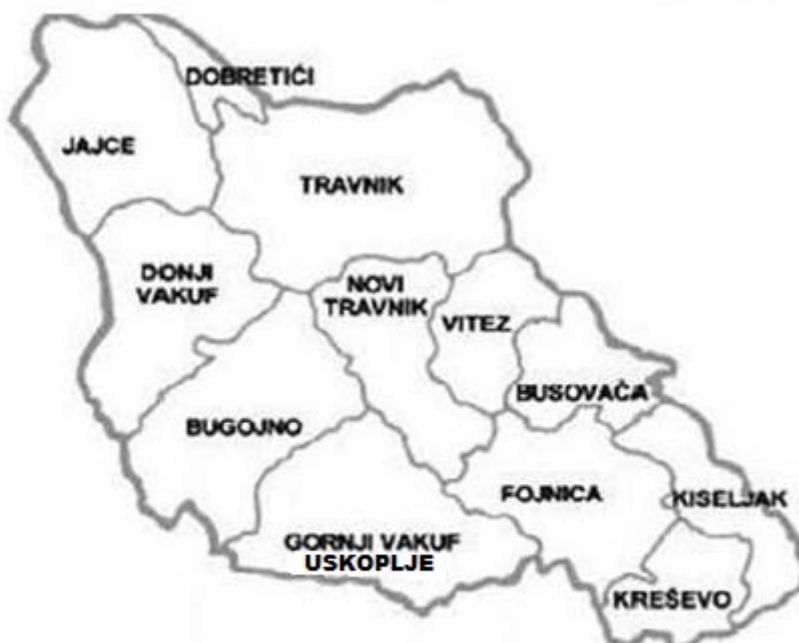 DOBRETIĆI
JAJCE
TRAVNIK
DONJI
VAKUF
NOVI
TRAVNIK
VITEZ
BUSOVAČA
BUGOJNO
FOJNICA
KISELJAK
GORNJI VAKUF
USKOPLJE
KREŠEVO